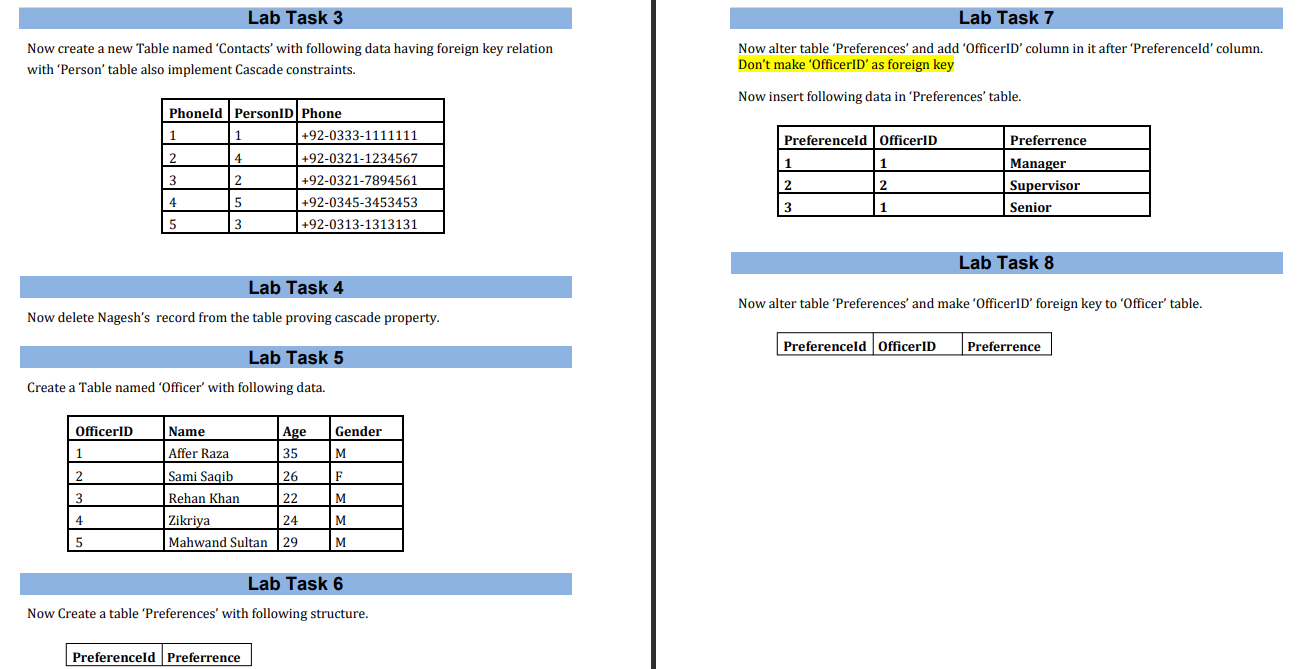 Lab Task 3
Now create a new Table named ‘Contacts’ with following data having foreign key relation
with ‘Person’ table also implement Cascade constraints.
PhoneId PersonID Phone
1 1 +92-0333-1111111
2 4 +92-0321-1234567
3 2 +92-0321-7894561
4 5 +92-0345-3453453
5 3 +92-0313-1313131
Lab Task 4
Now delete Nagesh’s record from the table proving cascade property.
Lab Task 5
Create a Table named ‘Officer’ with following data.
OfficerID Name Age Gender
1 Affer Raza 35 M
2 Sami Saqib 26 F
3 Rehan Khan 22 M
4 Zikriya 24 M
5 Mahwand Sultan 29 M
Lab Task 6
Now Create a table ‘Preferences’ with following structure.
PreferenceId Preferrence
Lab Task 7
Now alter table ‘Preferences’ and add ‘OfficerID’ column in it after ‘PreferenceId’ column.
Don’t make ‘OfficerID’ as foreign key
Now insert following data in ‘Preferences’ table.
PreferenceId OfficerID Preferrence
1 1 Manager
2 2 Supervisor
3 1 Senior
Lab Task 8
Now alter table ‘Preferences’ and make ‘OfficerID’ foreign key to ‘Officer’ table.
PreferenceId OfficerID Preferrence